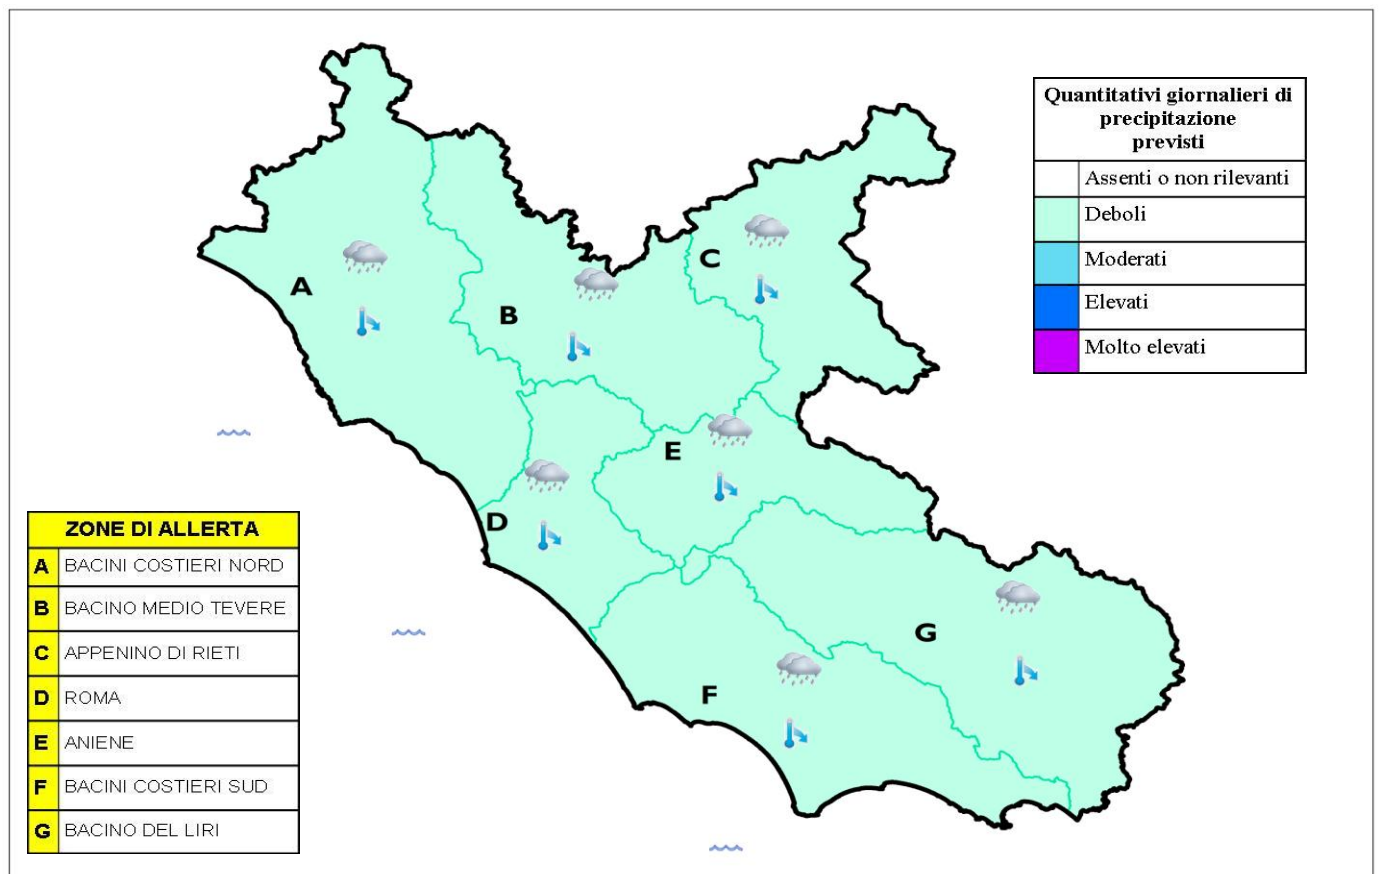 Quantitativi giornalieri di
precipitazione
previsti
Assenti o non rilevanti
Deboli
Moderati
Elevati
Molto elevati
A
B
C
D
E
F
G
ZONE DI ALLERTA
A BACINI COSTIERI NORD
B BACINO MEDIO TEVERE
C APPENINO DI RIETI
D ROMA
E ANIENE
F BACINI COSTIERI SUD
G BACINO DEL LIRI